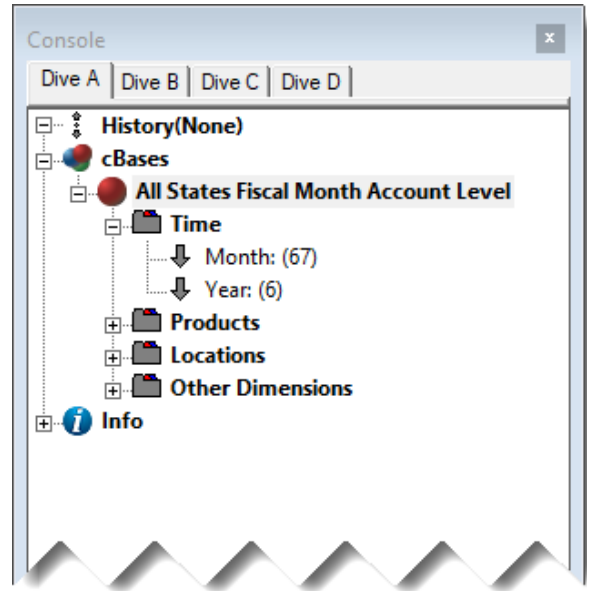 Console x
Dive A Dive B Dive C Dive D
History(None)
cBases
All States Fiscal Month Account Level
Time
Month: (67)
Year: (6)
Products
Locations
Other Dimensions
i Info